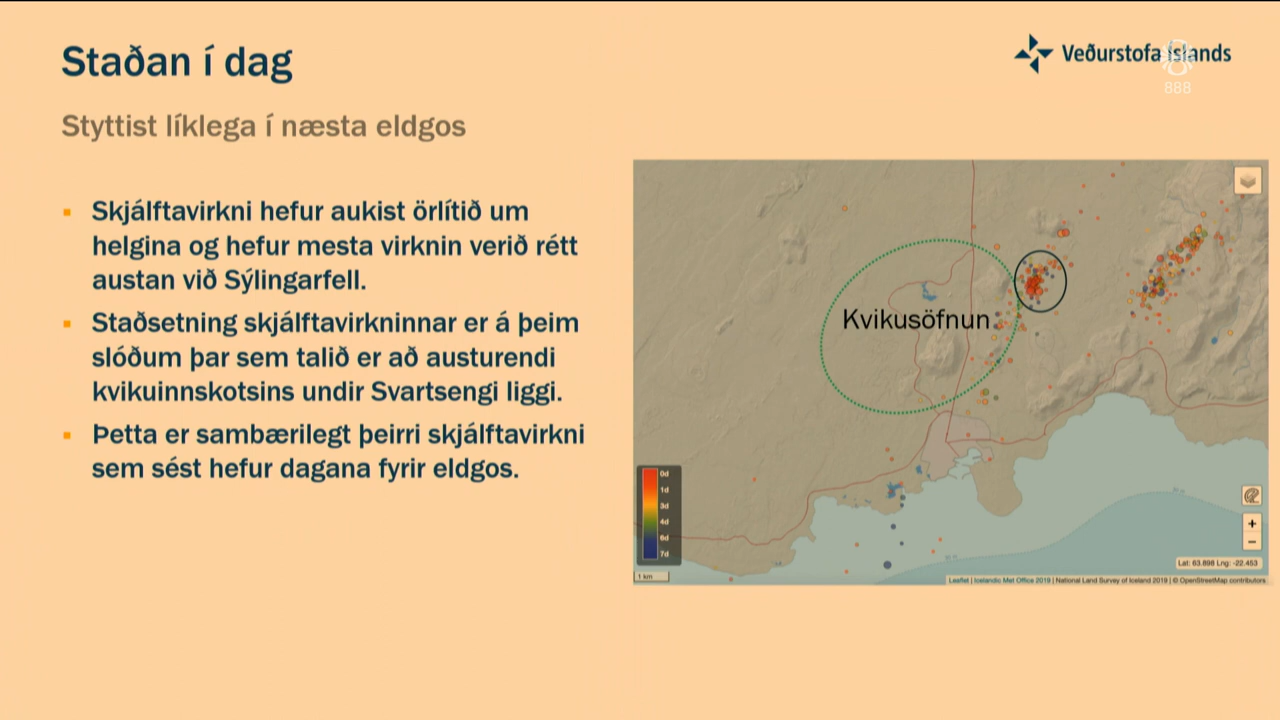 Staðan í dag
Veðurstofa Íslands
888
Styttist líklega í næsta eldgos
Skjálftavirkni hefur aukist örlítið um
helgina og hefur mesta virknin verið rétt
austan við Sýlingarfell.
Staðsetning skjálftavirkninnar er á þeim
slóðum þar sem talið er að austurendi
kvikuinnskotsins undir Svartsengi liggi.
Þetta er sambærilegt þeirri skjálftavirkni
sem sést hefur dagana fyrir eldgos.
Kvikusöfnun
0d
1d
3d
4d
6d
7d
+
−
Lat: 63.898 Lng: -22.453
1 km
Leaflet | Icelandic Met Office 2019 | National Land Survey of Iceland 2019 | © OpenStreetMap contributors